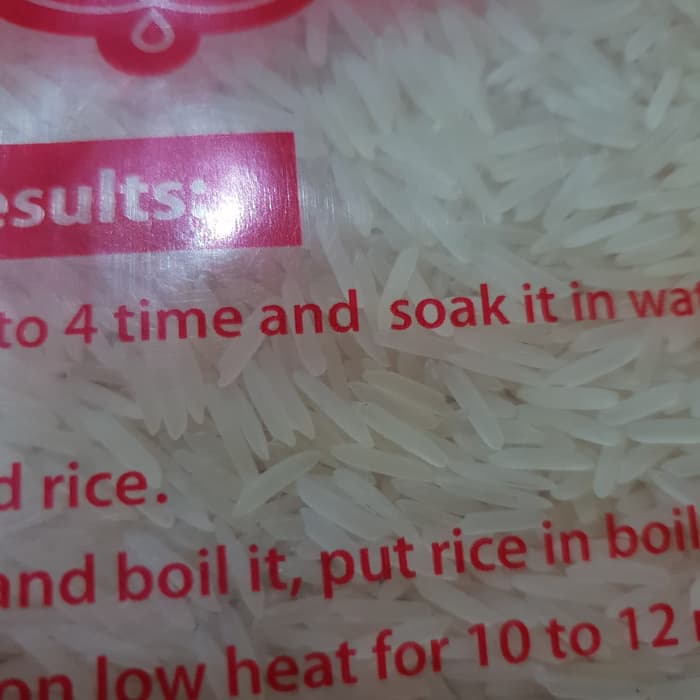 esults:
to 4 time and soak it in wat
d rice.
and boil it, put rice in boil
on low heat for 10 to 12